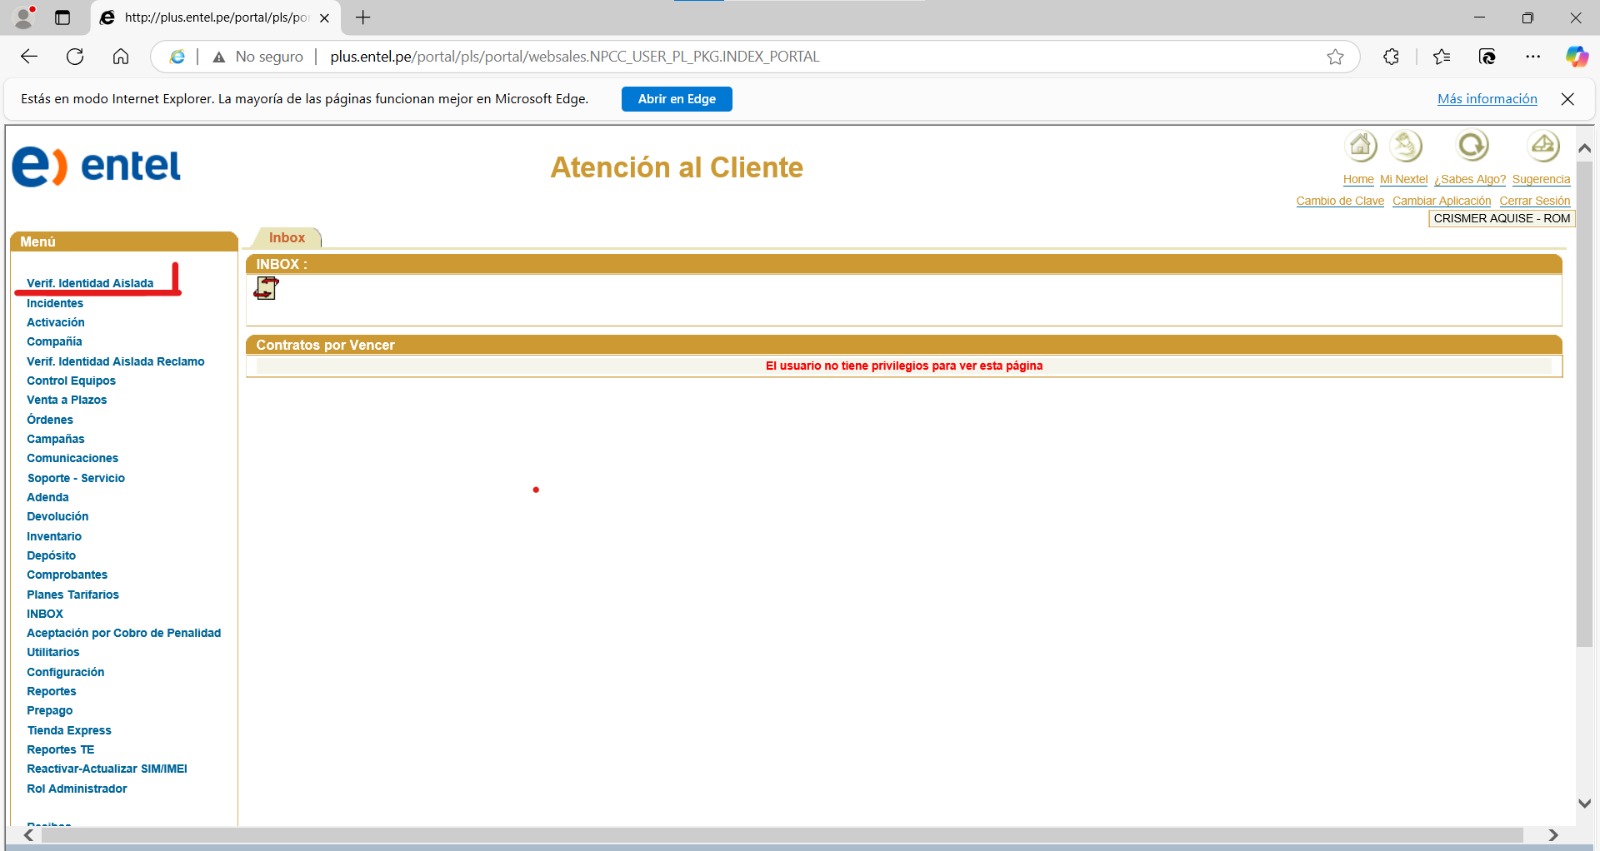 http://plus.entel.pe/portal/pls/po
No seguro
plus.entel.pe/portal/pls/portal/websales.NPCC_USER_PL_PKG.INDEX_PORTAL
Estás en modo Internet Explorer. La mayoría de las páginas funcionan mejor en Microsoft Edge.
Abrir en Edge
Más información
entel
Atención al Cliente
Home Mi Nextel ¿Sabes Algo? Sugerencia
Cambio de Clave Cambiar Aplicación Cerrar Sesión
CRISMER AQUISE - ROM
Menú
Verif. Identidad Aislada
Incidentes
Activación
Compañía
Verif. Identidad Aislada Reclamo
Control Equipos
Venta a Plazos
Órdenes
Campañas
Comunicaciones
Soporte - Servicio
Adenda
Devolución
Inventario
Depósito
Comprobantes
Planes Tarifarios
INBOX
Aceptación por Cobro de Penalidad
Utilitarios
Configuración
Reportes
Prepago
Tienda Express
Reportes TE
Reactivar-Actualizar SIM/IMEI
Rol Administrador
Inbox
INBOX :
Contratos por Vencer
El usuario no tiene privilegios para ver esta página